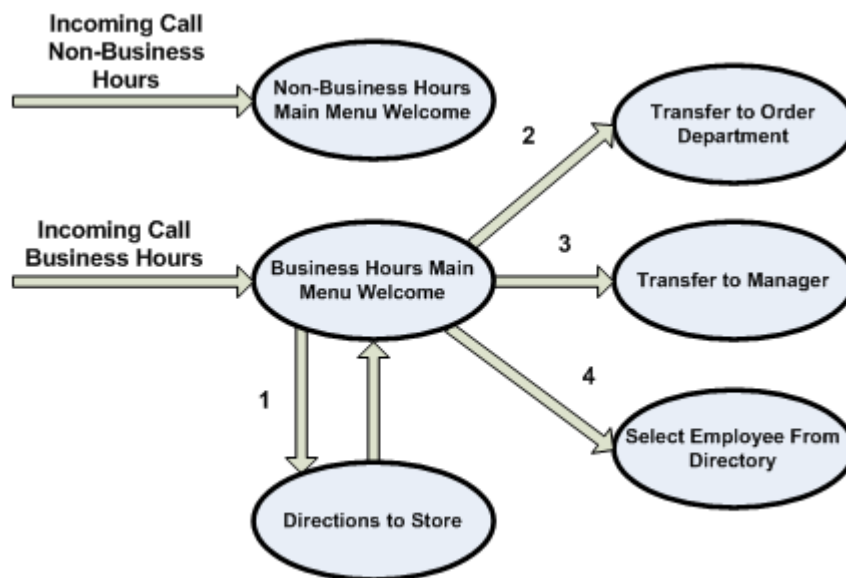 Incoming Call
Non-Business
Hours
Non-Business Hours
Main Menu Welcome
2
Transfer to Order
Department
Incoming Call
Business Hours
Business Hours Main
Menu Welcome
3
Transfer to Manager
1
4
Select Employee From
Directory
Directions to Store